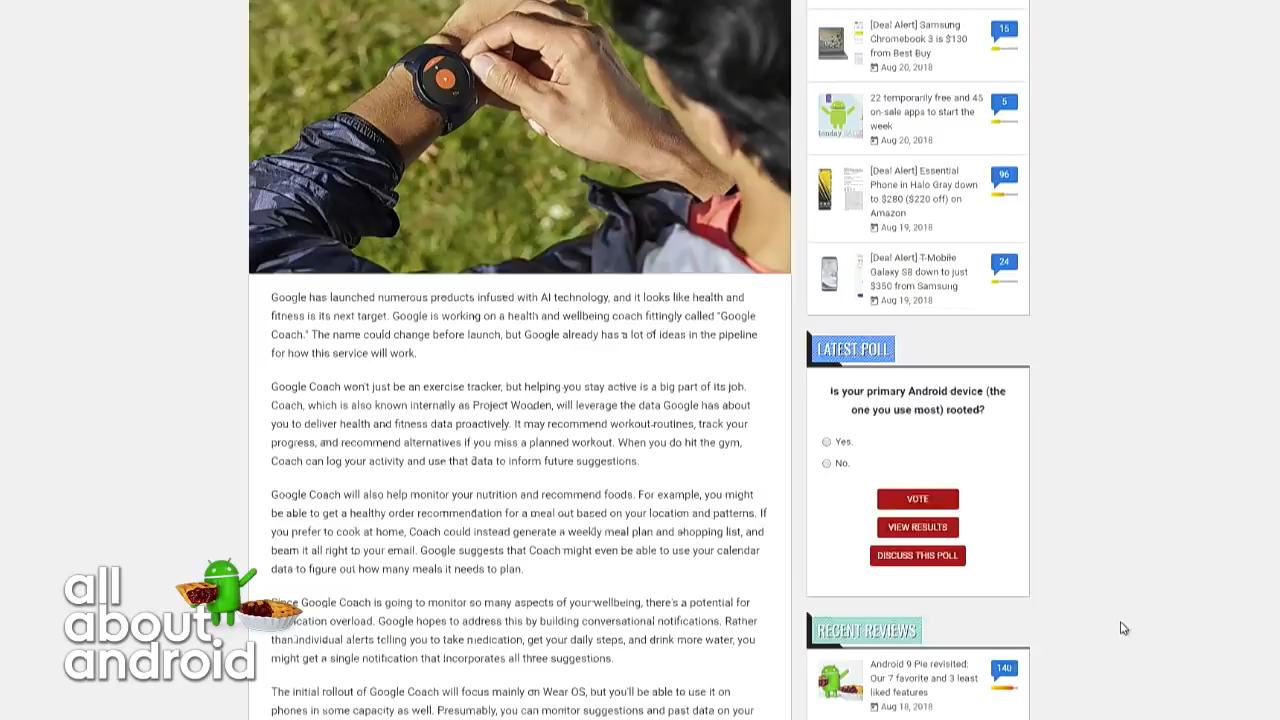 Google has launched numerous products infused with AI technology, and it looks like health and
fitness is its next target. Google is working on a health and wellbeing coach fittingly called "Google
Coach." The name could change before launch, but Google already has a lot of ideas in the pipeline
for how this service will work.
Google Coach won't just be an exercise tracker, but helping you stay active is a big part of its job.
Coach, which is also known internally as Project Wooden, will leverage the data Google has about
you to deliver health and fitness data proactively. It may recommend workout routines, track your
progress, and recommend alternatives if you miss a planned workout. When you do hit the gym,
Coach can log your activity and use that data to inform future suggestions.
Google Coach will also help monitor your nutrition and recommend foods. For example, you might
be able to get a healthy order recommendation for a meal out based on your location and patterns. If
you prefer to cook at home, Coach could instead generate a weekly meal plan and shopping list, and
beam it all right to your email. Google suggests that Coach might even be able to use your calendar
data to figure out how many meals it needs to plan.
Google Coach is going to monitor so many aspects of your wellbeing, there's a potential for
overload. Google hopes to address this by building conversational notifications. Rather
than individual alerts telling you to take medication, get your daily steps, and drink more water, you
might get a single notification that incorporates all three suggestions.
The initial rollout of Google Coach will focus mainly on Wear OS, but you'll be able to use it on
phones in some capacity as well. Presumably, you can monitor suggestions and past data on your
all
about
android
[Deal Alert] Samsung
Chromebook 3 is $130
from Best Buy
Aug 20, 2018
15
22 temporarily free and 45
on-sale apps to start the
week
Aug 20, 2018
5
[Deal Alert] Essential
Phone in Halo Gray down
to $280 ($220 off) on
Amazon
Aug 19, 2018
96
[Deal Alert] T-Mobile
Galaxy S8 down to just
$350 from Samsung
Aug 19, 2018
24
LATEST POLL
Is your primary Android device (the
one you use most) rooted?
Yes.
No.
VOTE
VIEW RESULTS
DISCUSS THIS POLL
RECENT REVIEWS
Android 9 Pie revisited:
Our 7 favorite and 3 least
liked features
Aug 18, 2018
140